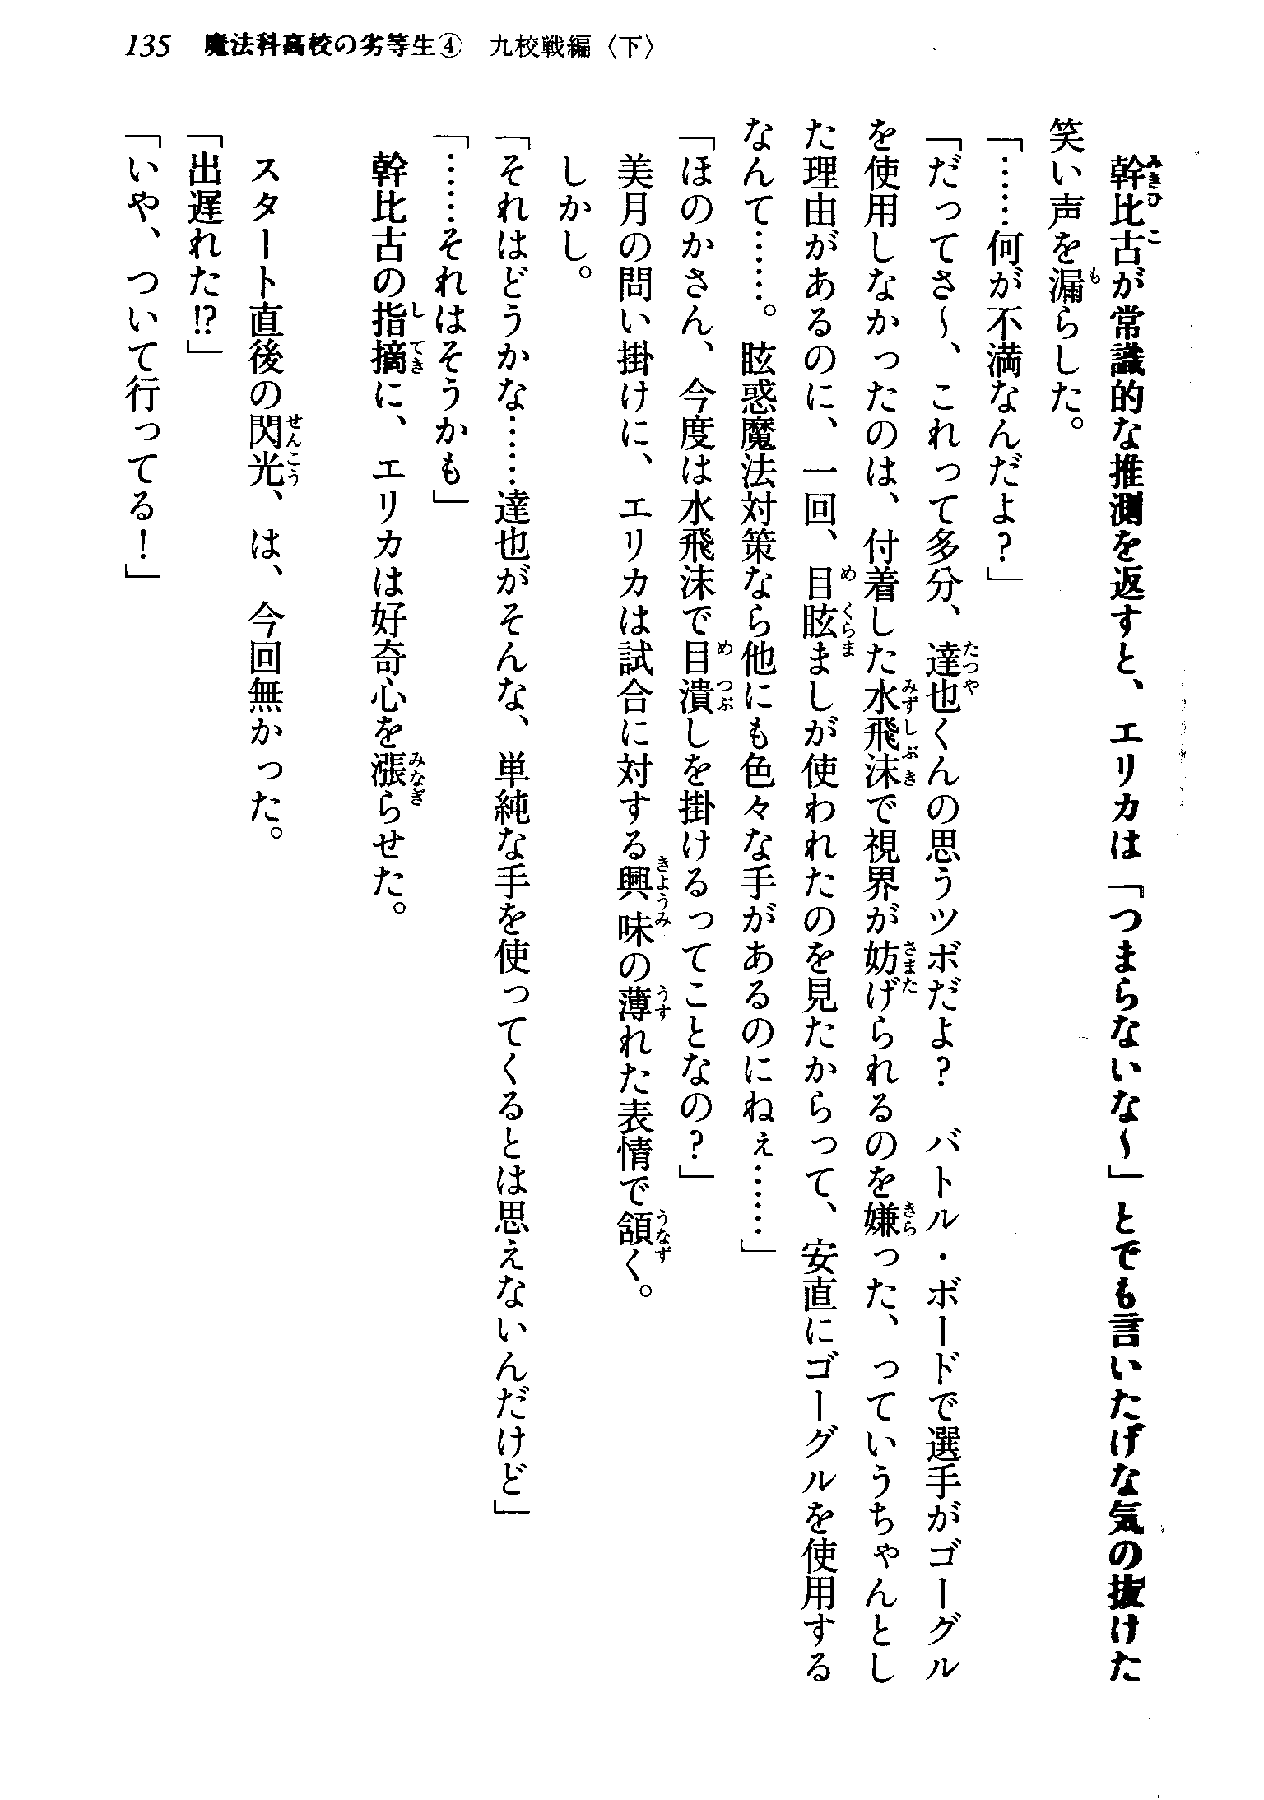 135 魔法科高校の劣等生④ 九校戦編〈下〉
幹比古が常識的な推測を返すと、エリカは「つまらないな～」とでも言いたげな気の抜けた
笑い声を漏らした。
「……何が不満なんだよ?」
「だってさ～、これって多分、達也くんの思うツボだよ? バトル・ボードで選手がゴーグル
を使用しなかったのは、付着した水飛沫で視界が妨げられるのを嫌った、っていうちゃんとし
た理由があるのに、一回、目眩ましが使われたのを見たからって、安直にゴーグルを使用する
なんて……。眩惑魔法対策なら他にも色々な手があるのにねぇ……」
「ほのかさん、今度は水飛沫で目潰しを掛けるってことなの?」
美月の問い掛けに、エリカは試合に対する興味の薄れた表情で頷く。
しかし。
「それはどうかな……達也がそんな、単純な手を使ってくるとは思えないんだけど」
「……それはそうかも」
幹比古の指摘に、エリカは好奇心を漲らせた。
スタート直後の閃光、は、今回無かった。
「出遅れた!?」
「いや、ついて行ってる!」